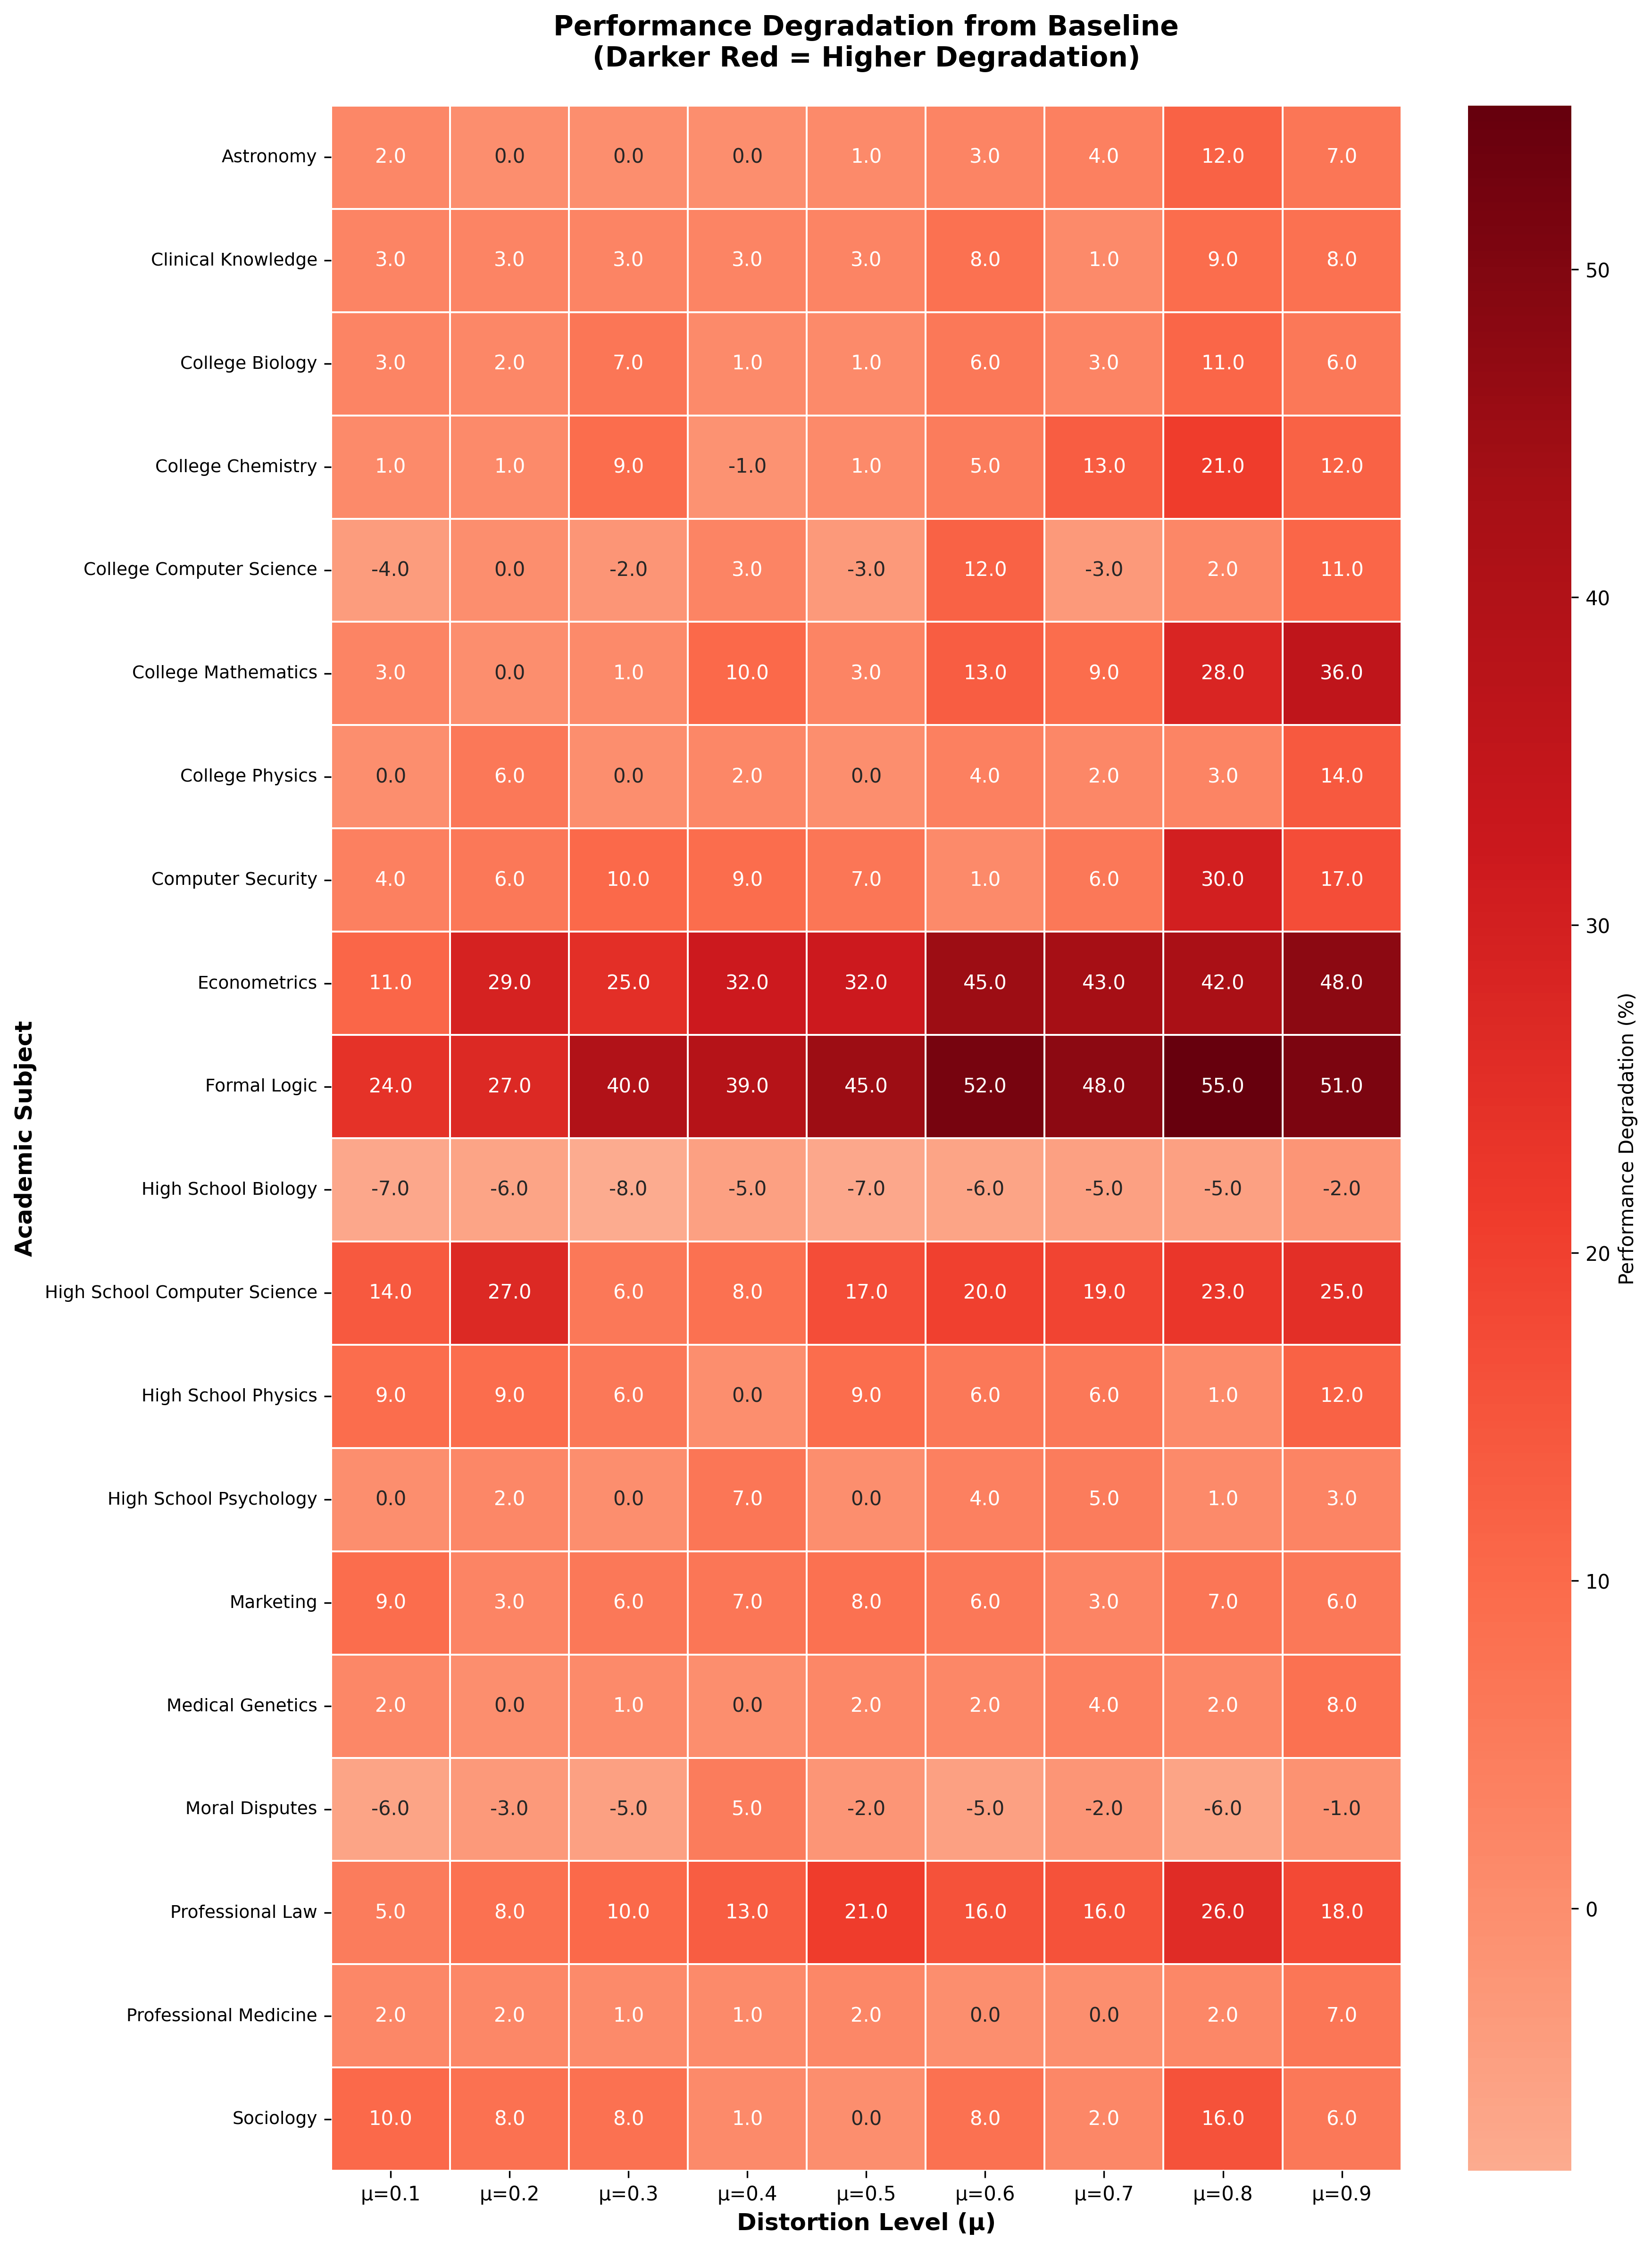 Performance Degradation from Baseline
(Darker Red = Higher Degradation)
Astronomy 2.0 0.0 0.0 0.0 1.0 3.0 4.0 12.0 7.0
Clinical Knowledge 3.0 3.0 3.0 3.0 3.0 8.0 1.0 9.0 8.0
College Biology 3.0 2.0 7.0 1.0 1.0 6.0 3.0 11.0 6.0
College Chemistry 1.0 1.0 9.0 -1.0 1.0 5.0 13.0 21.0 12.0
College Computer Science -4.0 0.0 -2.0 3.0 -3.0 12.0 -3.0 2.0 11.0
College Mathematics 3.0 0.0 1.0 10.0 3.0 13.0 9.0 28.0 36.0
College Physics 0.0 6.0 0.0 2.0 0.0 4.0 2.0 3.0 14.0
Computer Security 4.0 6.0 10.0 9.0 7.0 1.0 6.0 30.0 17.0
Econometrics 11.0 29.0 25.0 32.0 32.0 45.0 43.0 42.0 48.0
Formal Logic 24.0 27.0 40.0 39.0 45.0 52.0 48.0 55.0 51.0
High School Biology -7.0 -6.0 -8.0 -5.0 -7.0 -6.0 -5.0 -5.0 -2.0
High School Computer Science 14.0 27.0 6.0 8.0 17.0 20.0 19.0 23.0 25.0
High School Physics 9.0 9.0 6.0 0.0 9.0 6.0 6.0 1.0 12.0
High School Psychology 0.0 2.0 0.0 7.0 0.0 4.0 5.0 1.0 3.0
Marketing 9.0 3.0 6.0 7.0 8.0 6.0 3.0 7.0 6.0
Medical Genetics 2.0 0.0 1.0 0.0 2.0 2.0 4.0 2.0 8.0
Moral Disputes -6.0 -3.0 -5.0 5.0 -2.0 -5.0 -2.0 -6.0 -1.0
Professional Law 5.0 8.0 10.0 13.0 21.0 16.0 16.0 26.0 18.0
Professional Medicine 2.0 2.0 1.0 1.0 2.0 0.0 0.0 2.0 7.0
Sociology 10.0 8.0 8.0 1.0 0.0 8.0 2.0 16.0 6.0
μ=0.1 μ=0.2 μ=0.3 μ=0.4 μ=0.5 μ=0.6 μ=0.7 μ=0.8 μ=0.9
Distortion Level (μ)
Academic Subject
50
40
30
20
10
0
Performance Degradation (%)